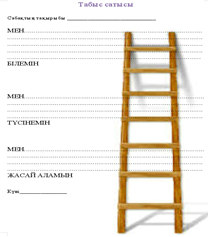 Табыс сатысы
Сабақтың тақырыбы ______________________
МЕН...............................................
БІЛЕМІН
МЕН...............................................
ТҮСІНЕМІН
МЕН...............................................
ЖАСАЙ АЛАМЫН
Күні______________